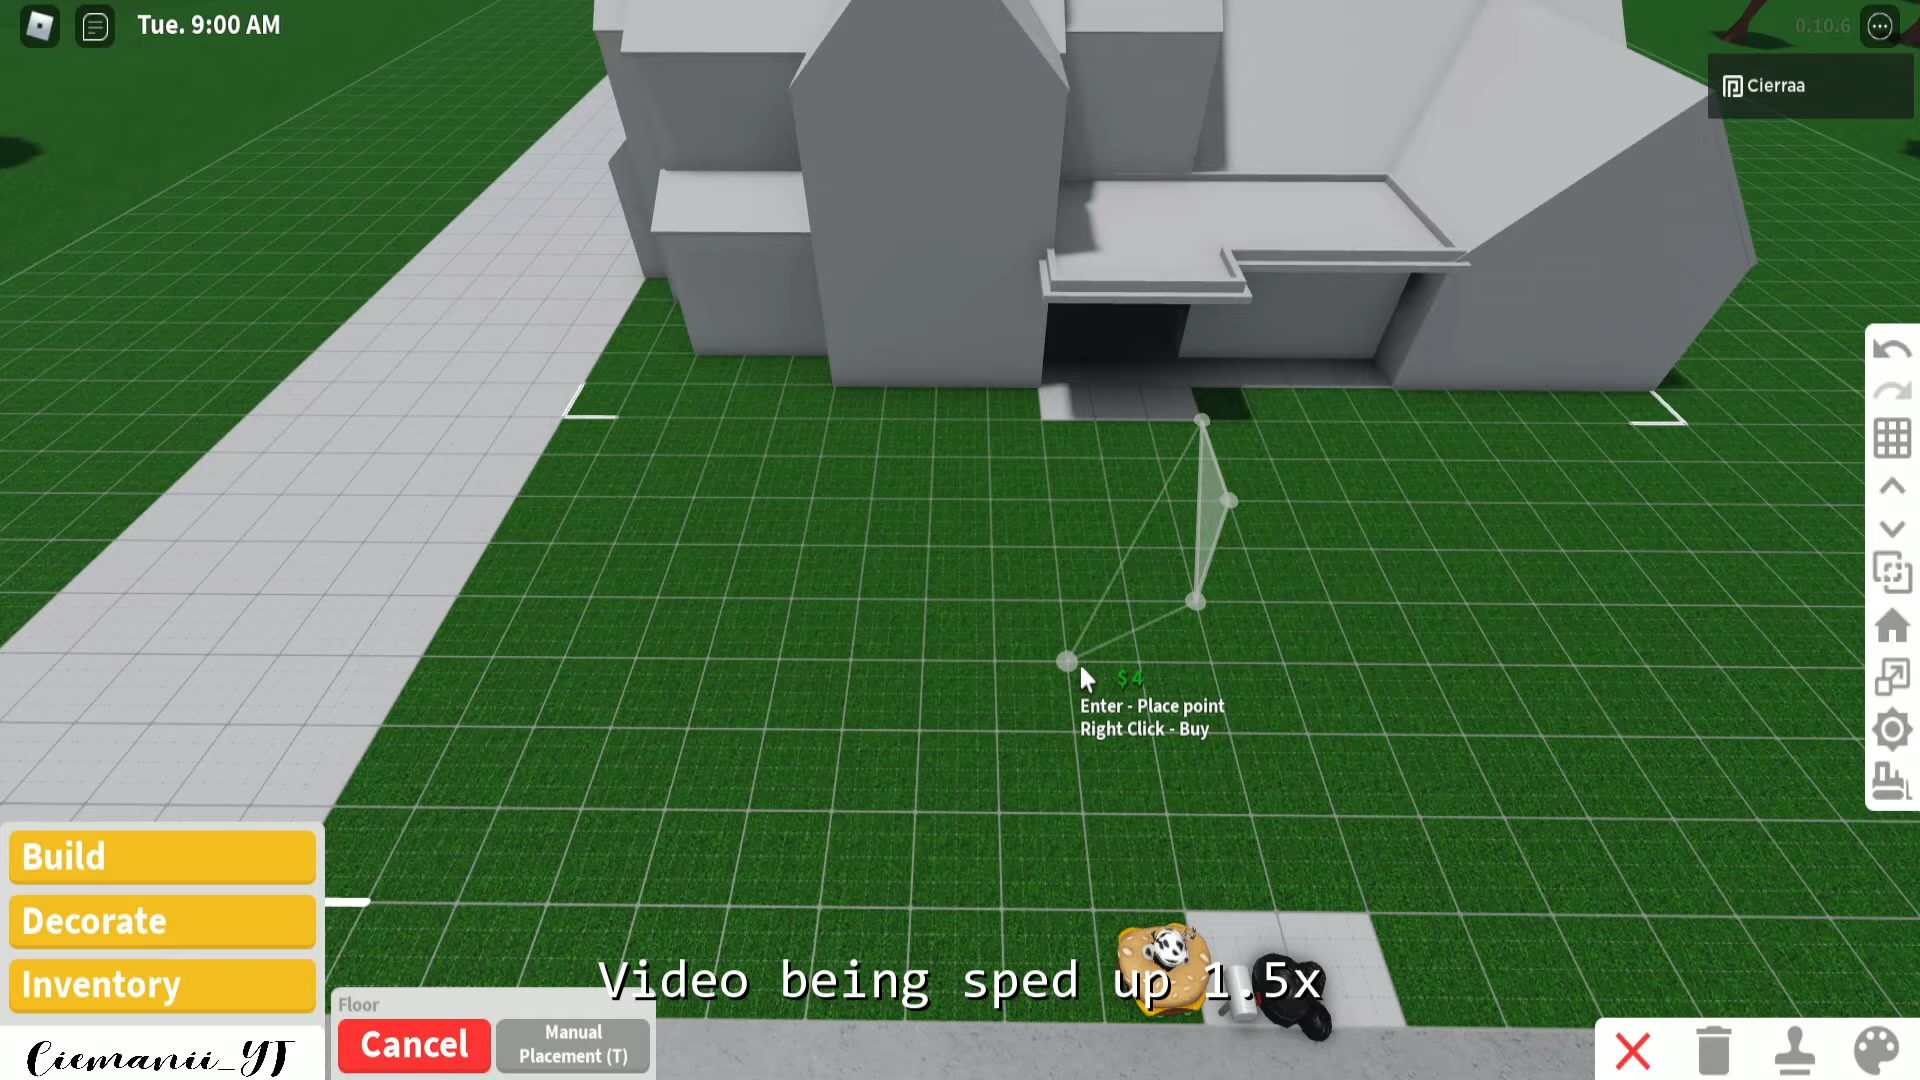 Tue. 9:00 AM
0.10.6
Cierraa
$4
Enter - Place point
Right Click - Buy
Build
Decorate
Inventory
Video being sped up 1.5x
Floor
Cancel
Manual
Placement (T)
Ciemanii_YT